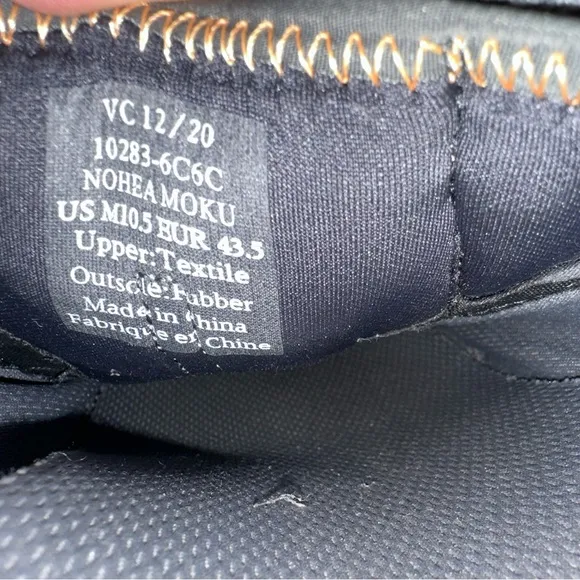 VC 12/20
10283-6C6C
NOHEA MOKU
US M10.5 EUR 43.5
Upper:Textile
Outsole:Rubber
Made in China
Fabrique en Chine